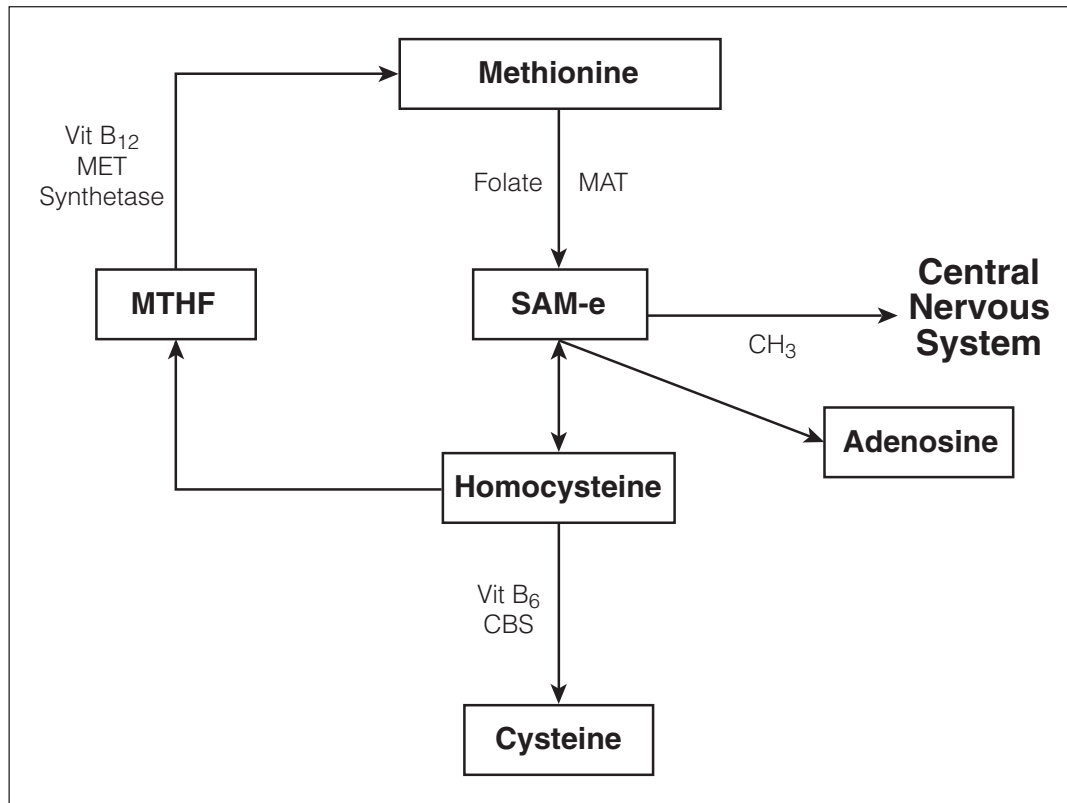 Methionine
Vit B₁₂
MET
Synthetase
Folate MAT
MTHF
SAM-e
Central
Nervous
System
CH₃
Adenosine
Homocysteine
Vit B₆
CBS
Cysteine